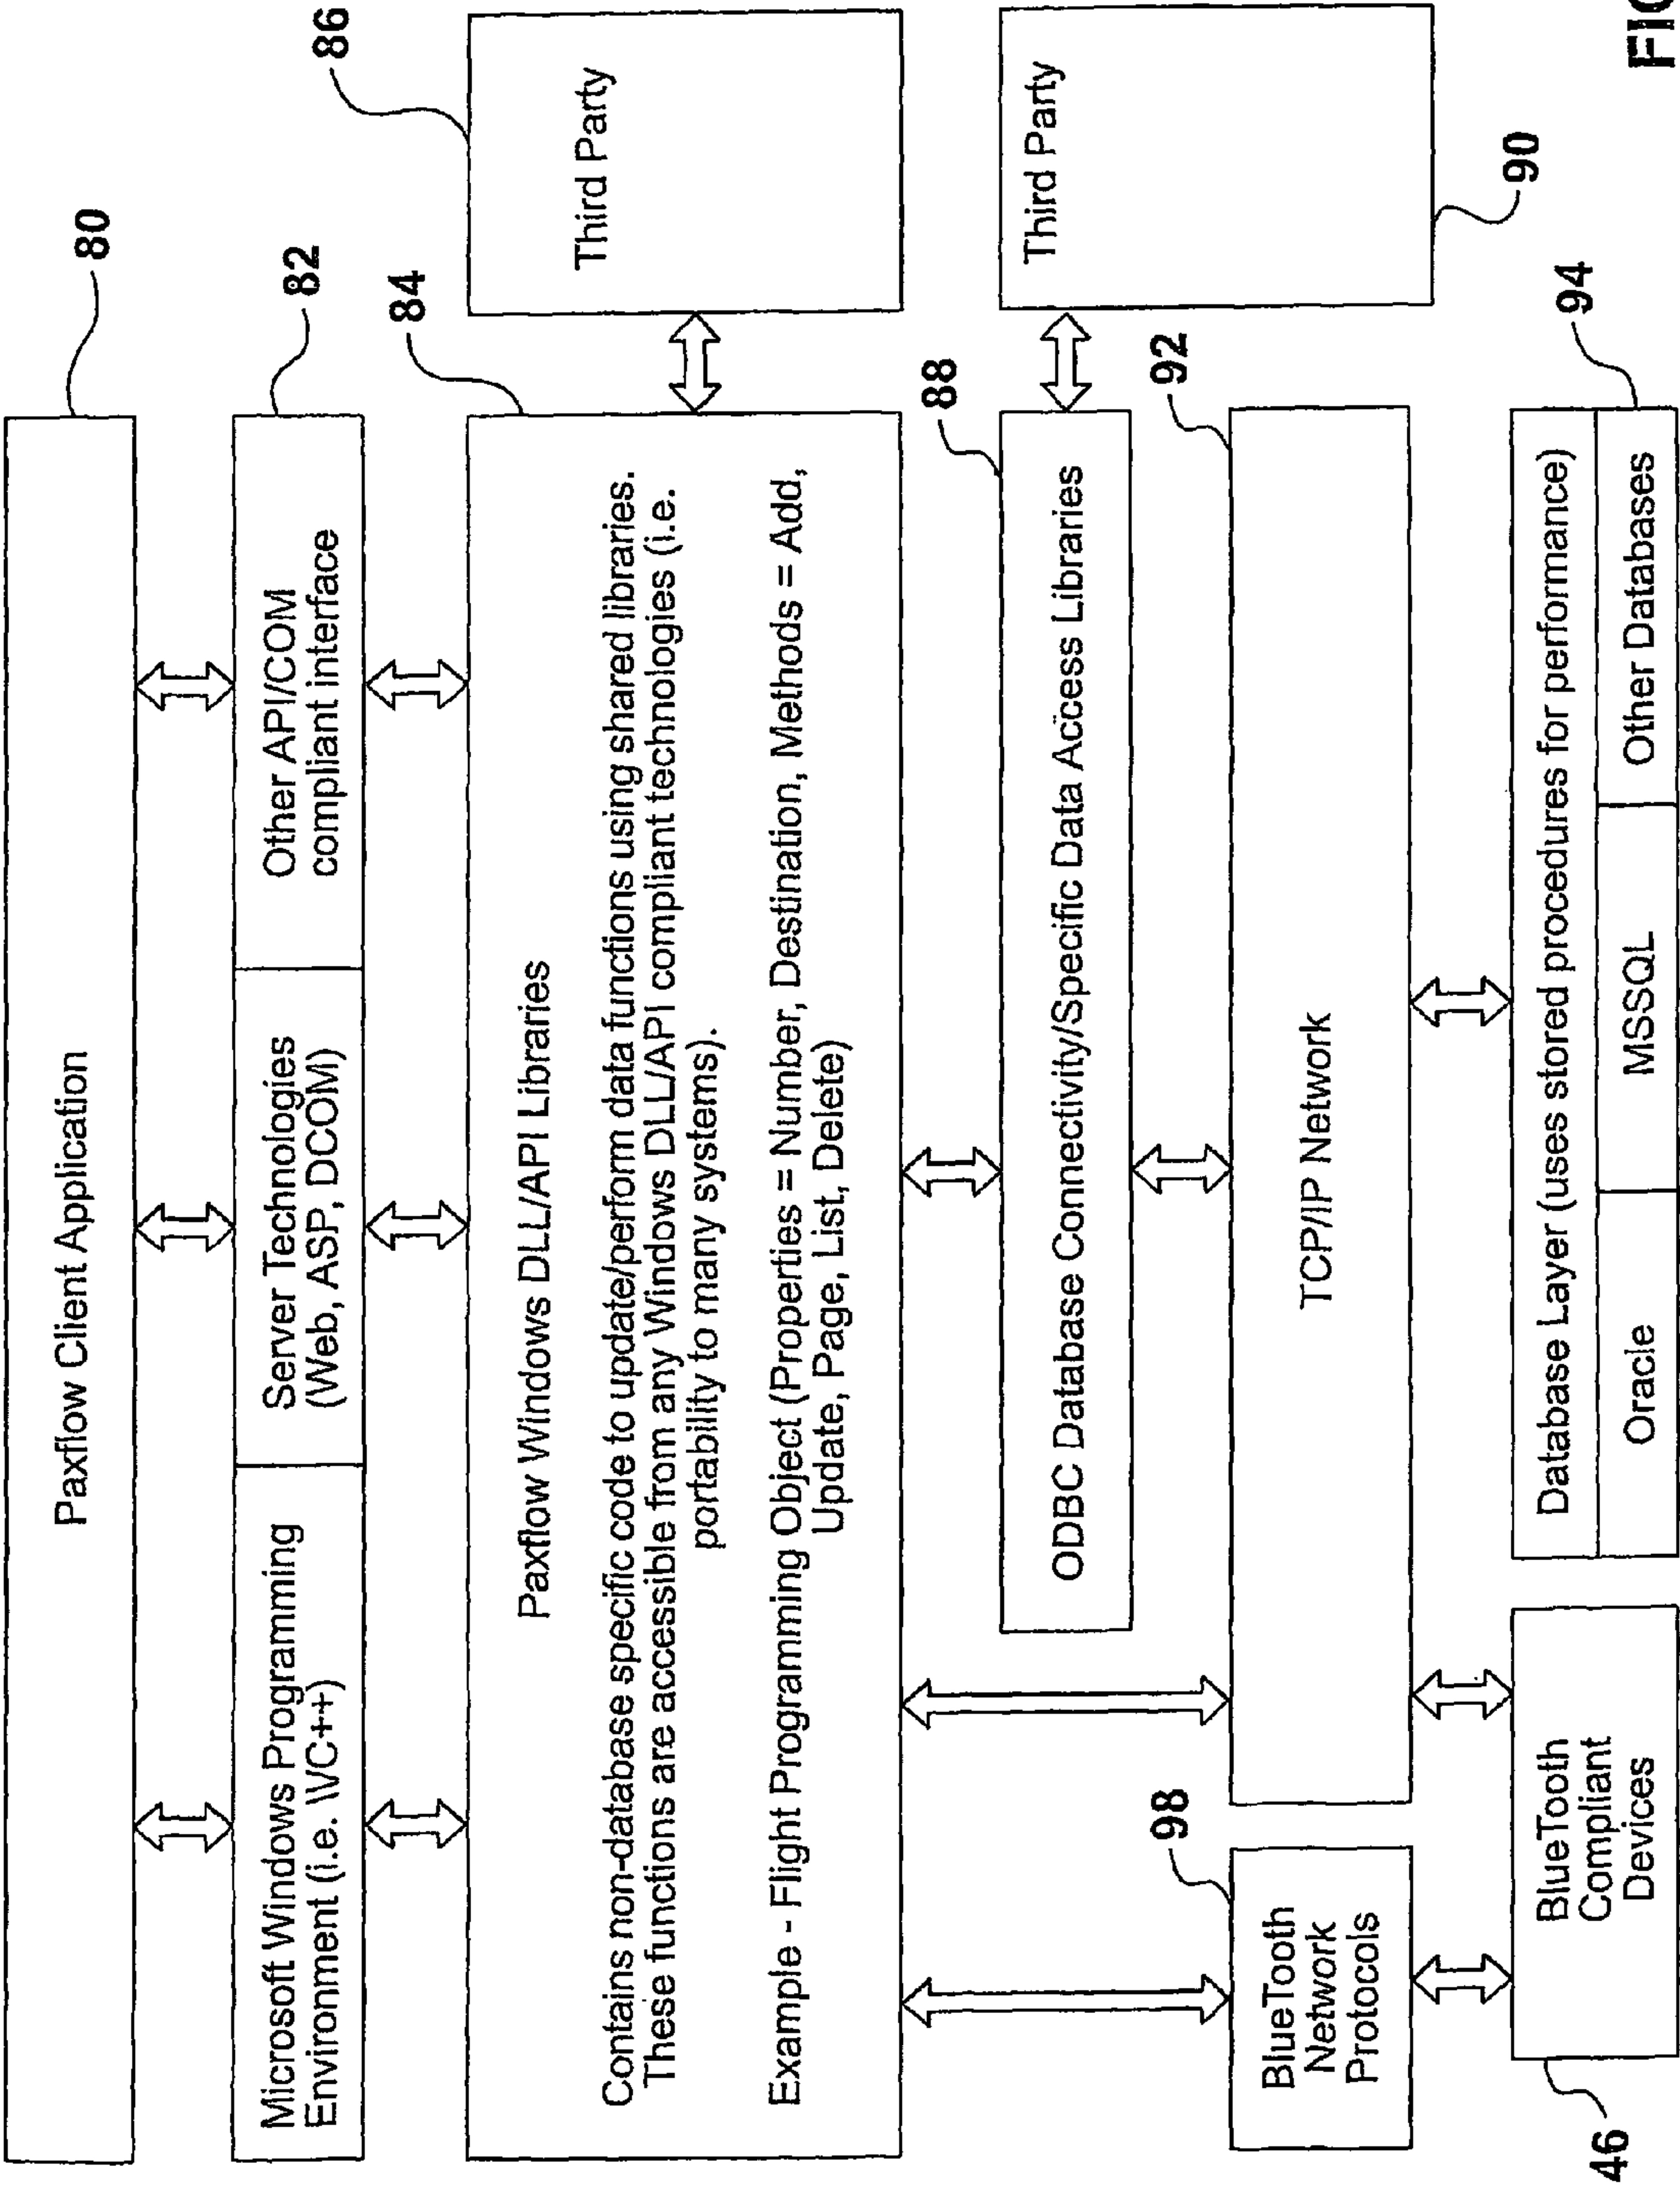 Paxflow Client Application
80
Microsoft Windows Programming
Environment (i.e. \VC++)
Server Technologies
(Web, ASP, DCOM)
Other API/COM
compliant interface
82
84
Paxflow Windows DLL/API Libraries
Contains non-database specific code to update/perform data functions using shared libraries.
These functions are accessible from any Windows DLL/API compliant technologies (i.e.
portability to many systems).
Example - Flight Programming Object (Properties = Number, Destination, Methods = Add,
Update, Page, List, Delete)
Third Party
86
88
ODBC Database Connectivity/Specific Data Access Libraries
Third Party
90
98
BlueTooth
Network
Protocols
TCP/IP Network
92
BlueTooth
Compliant
Devices
46
Database Layer (uses stored procedures for performance)
Oracle
MSSQL
Other Databases
94